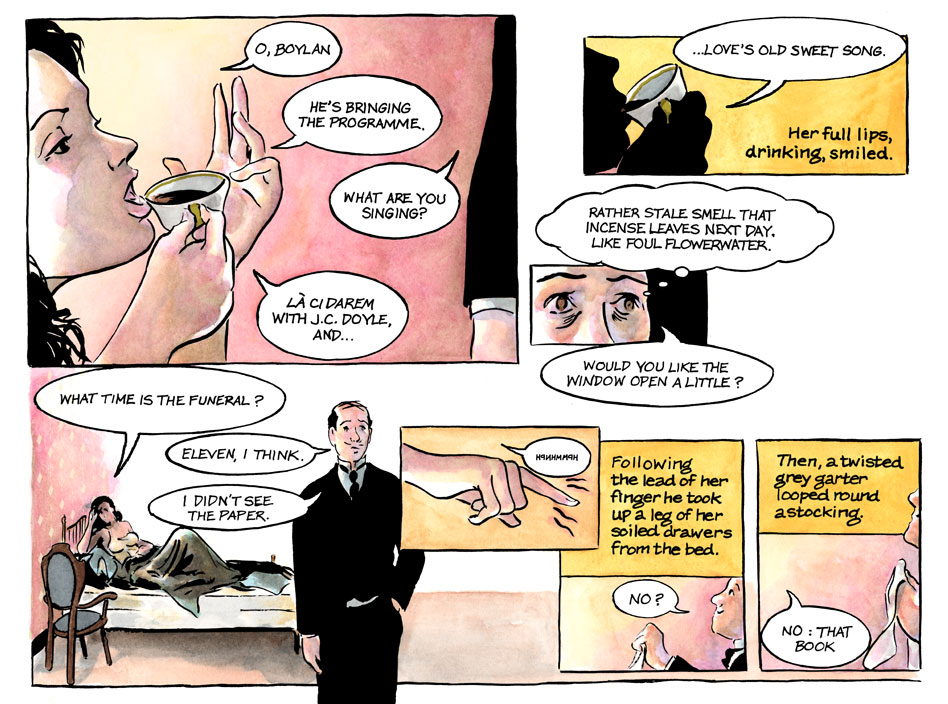 O, BOYLAN
HE'S BRINGING
THE PROGRAMME.
WHAT ARE YOU
SINGING?
LÀ CI DAREM
WITH J.C. DOYLE,
AND...
...LOVE'S OLD SWEET SONG.
Her full lips,
drinking, smiled.
RATHER STALE SMELL THAT
INCENSE LEAVES NEXT DAY,
LIKE FOUL FLOWERWATER.
WOULD YOU LIKE THE
WINDOW OPEN A LITTLE?
WHAT TIME IS THE FUNERAL?
ELEVEN, I THINK.
I DIDN'T SEE
THE PAPER.
Following
the lead of her
finger he took
up a leg of her
soiled drawers
from the bed.
NO?
Then, a twisted
grey garter
looped round
a stocking.
NO: THAT
BOOK